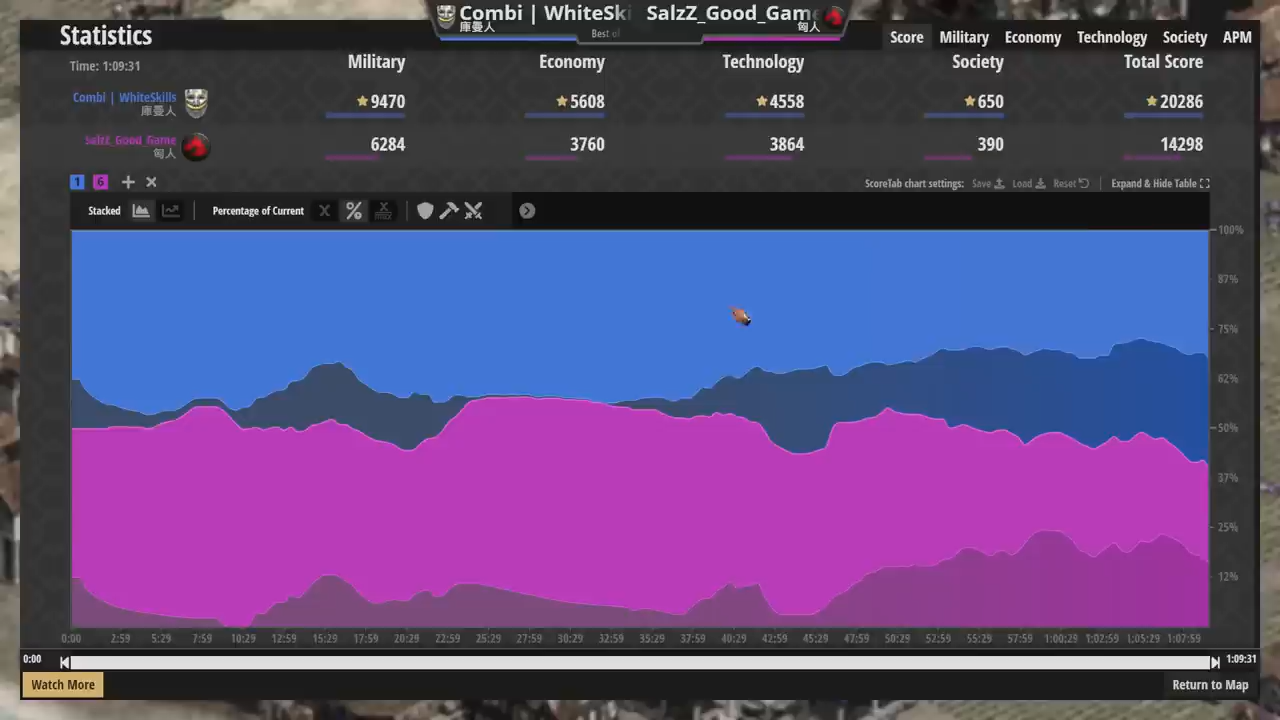 Combi | WhiteSki SalzZ_Good_Game
庫曼人 匈人
Best of
Statistics
Score Military Economy Technology Society APM
Time: 1:09:31
Military Economy Technology Society Total Score
Combi | WhiteSkills
庫曼人
9470 5608 4558 650 20286
SalzZ_Good_Game
匈人
6284 3760 3864 390 14298
1 6
ScoreTab chart settings: Save Load Reset Expand & Hide Table
Stacked Percentage of Current X % X max
100%
87%
75%
62%
50%
37%
25%
12%
0:00 2:59 5:29 7:59 10:29 12:59 15:29 17:59 20:29 22:59 25:29 27:59 30:29 32:59 35:29 37:59 40:29 42:59 45:29 47:59 50:29 52:59 55:29 57:59 1:00:29 1:02:59 1:05:29 1:07:59
0:00 1:09:31
Watch More Return to Map